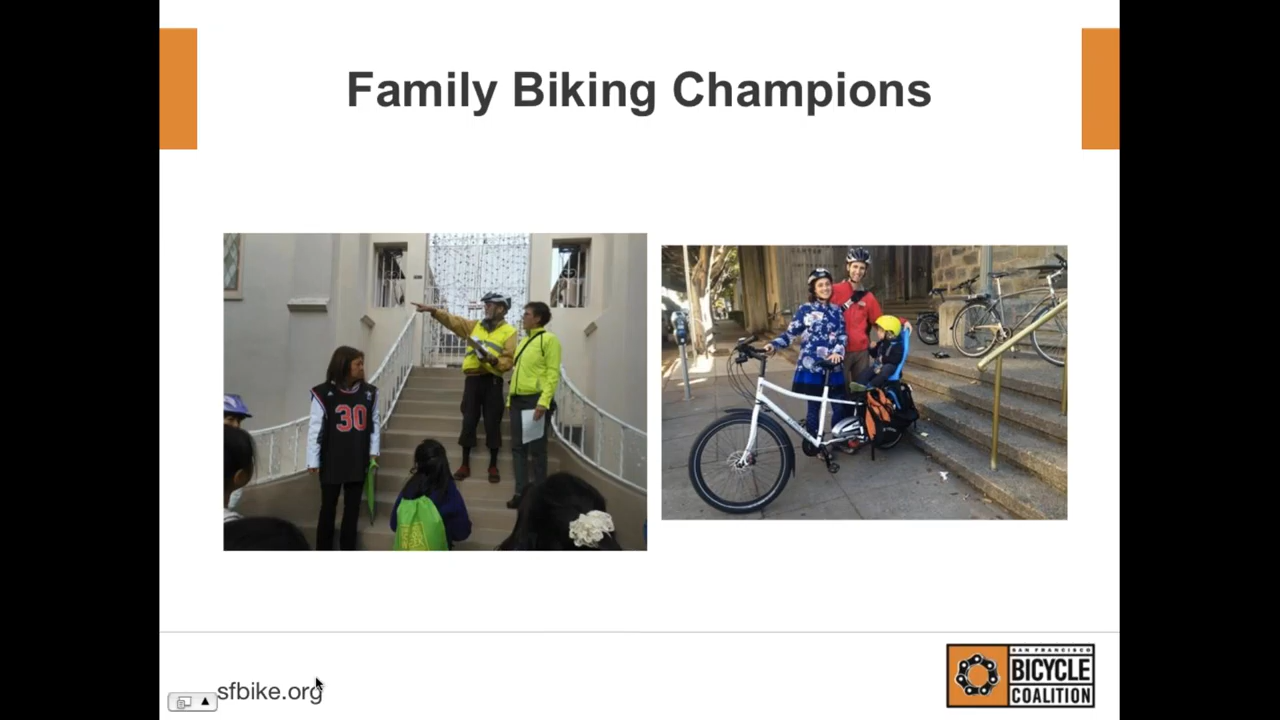 Family Biking Champions
30
sfbike.org
SAN FRANCISCO
BICYCLE
COALITION